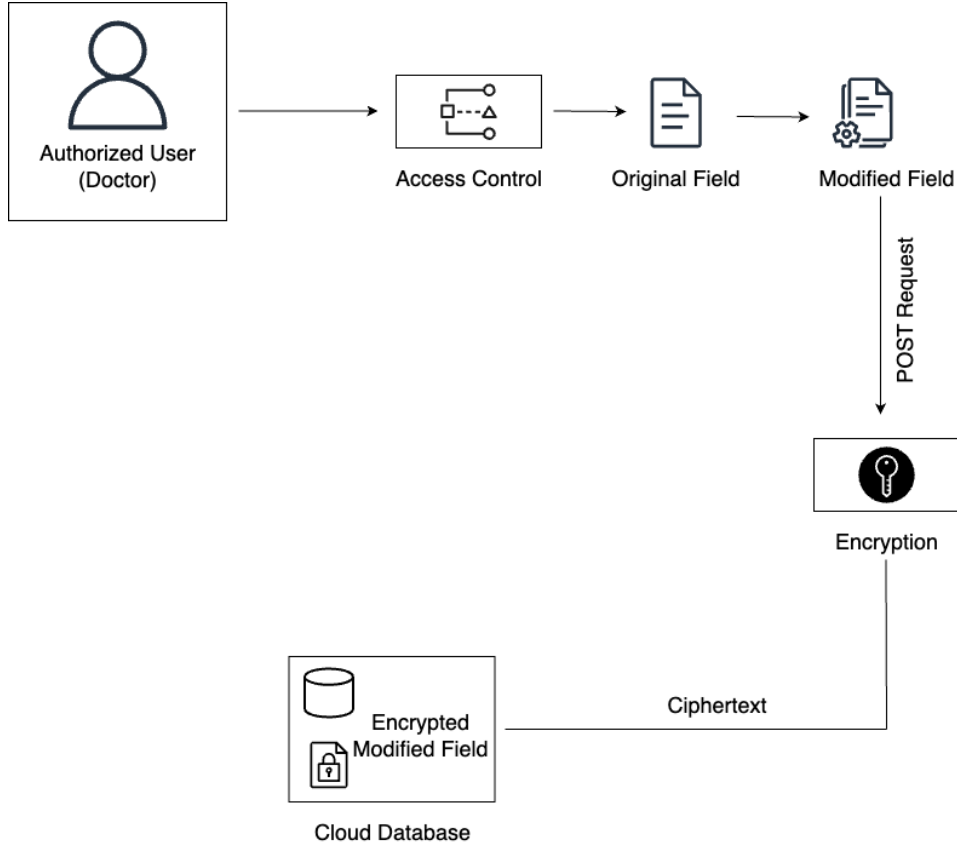 Authorized User
(Doctor)
Access Control
Original Field
Modified Field
POST Request
Encryption
Ciphertext
Encrypted
Modified Field
Cloud Database